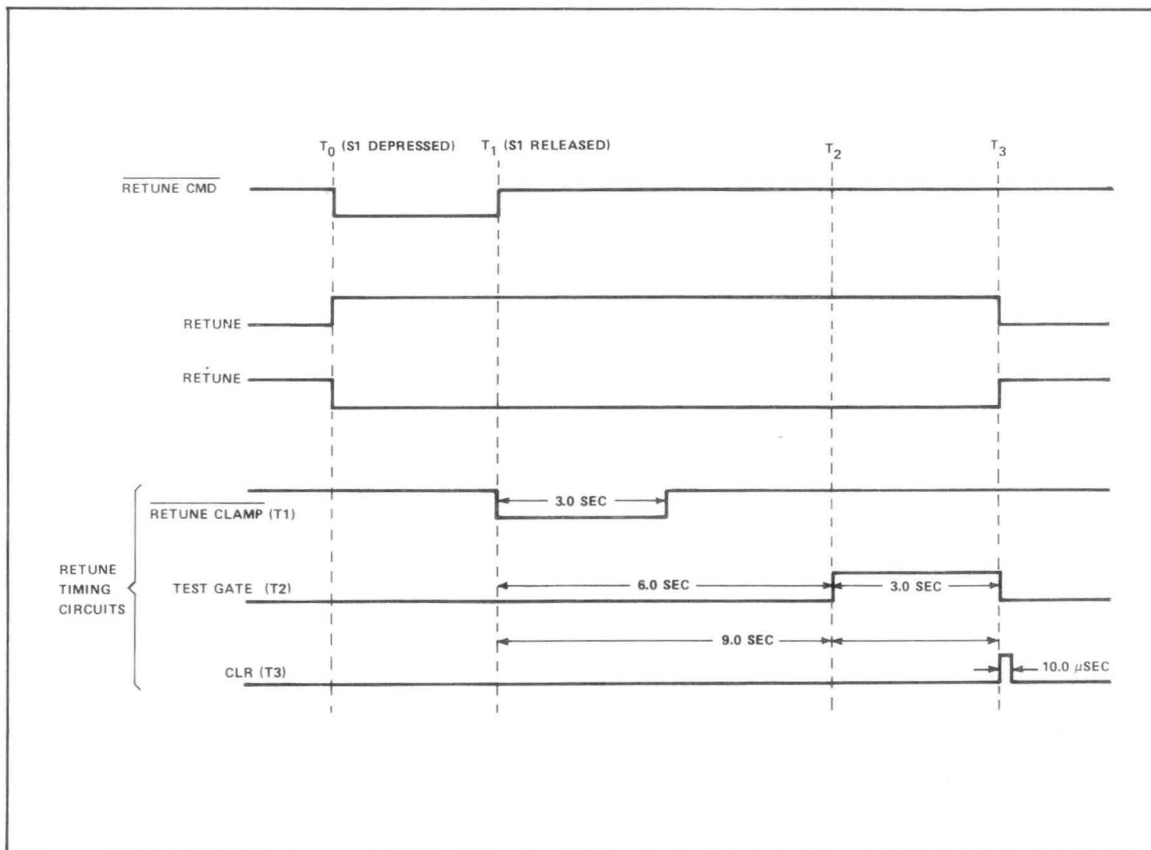 T0 (S1 DEPRESSED) T1 (S1 RELEASED) T2 T3
RETUNE CMD
RETUNE
RETUNE
RETUNE CLAMP (T1) 3.0 SEC
RETUNE
TIMING
CIRCUITS
TEST GATE (T2) 6.0 SEC 3.0 SEC
9.0 SEC
CLR (T3) 10.0 μSEC